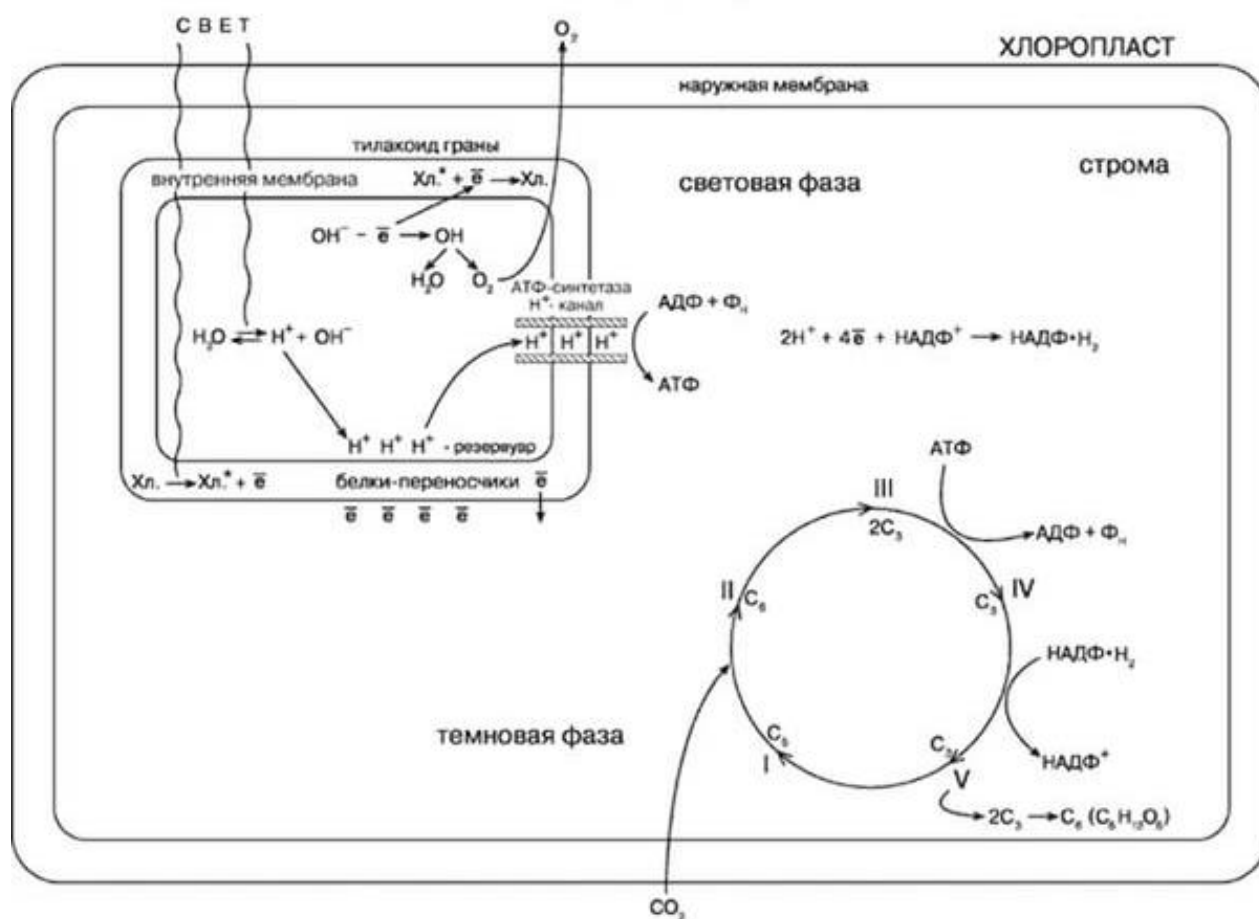 СВЕТ
O₂
ХЛОРОПЛАСТ
наружная мембрана
тилакоид граны
строма
внутренняя мембрана
Хл.* + e̅ → Хл.
световая фаза
OH⁻ - e̅ → OH
H₂O O₂
АТФ-синтетаза
H⁺- канал
АДФ + Фₙ
H₂O ⇄ H⁺ + OH⁻
H⁺ H⁺ H⁺
2H⁺ + 4e̅ + НАДФ⁺ → НАДФ•H₂
АТФ
H⁺ H⁺ H⁺ - резервуар
Хл. → Хл.* + e̅
белки-переносчики e̅
e̅ e̅ e̅ e̅
АТФ
III
2C₃
АДФ + Фₙ
II
C₆
C₃
IV
НАДФ•H₂
темновая фаза
C₅
I
C₃
V
НАДФ⁺
2C₃ → C₆ (C₆H₁₂O₆)
CO₂